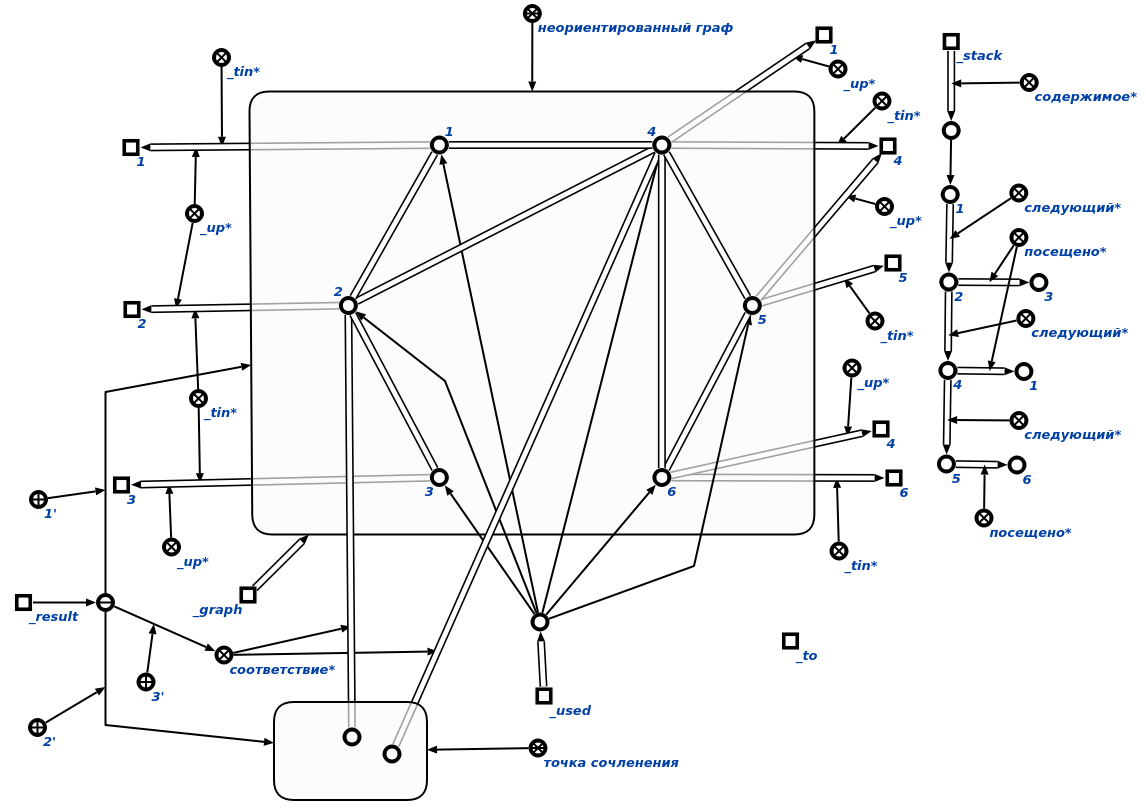 неориентированный граф
1
_up*
_stack
_tin*
содержимое*
_tin*
1
4
1
4
_up*
1
следующий*
_up*
_up*
посещено*
5
2
2
3
2
5
следующий*
_tin*
_up*
4
1
_tin*
следующий*
4
3
3
6
6
5
6
1'
посещено*
_up*
_tin*
_result
_graph
_to
соответствие*
3'
_used
2'
точка сочленения